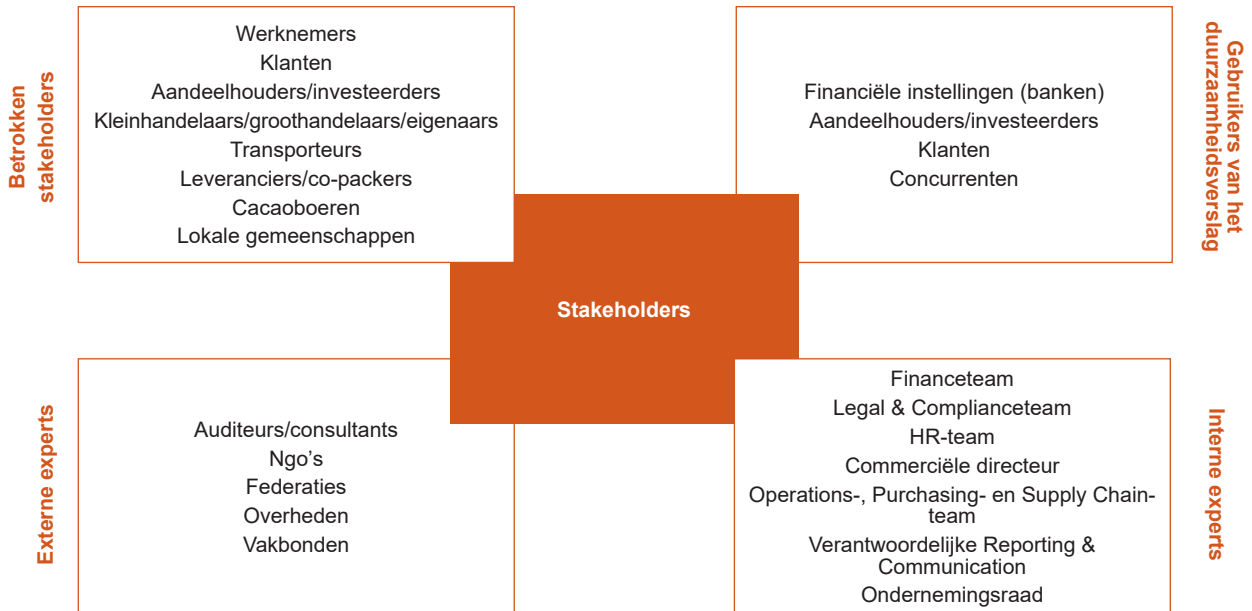 Betrokken
stakeholders
Werknemers
Klanten
Aandeelhouders/investeerders
Kleinhandelaars/groothandelaars/eigenaars
Transporteurs
Leveranciers/co-packers
Cacaoboeren
Lokale gemeenschappen
Financiële instellingen (banken)
Aandeelhouders/investeerders
Klanten
Concurrenten
Gebruikers van het
duurzaamheidsverslag
Stakeholders
Externe experts
Auditeurs/consultants
Ngo's
Federaties
Overheden
Vakbonden
Financeteam
Legal & Complianceteam
HR-team
Commerciële directeur
Operations-, Purchasing- en Supply Chain-
team
Verantwoordelijke Reporting &
Communication
Ondernemingsraad
Interne experts